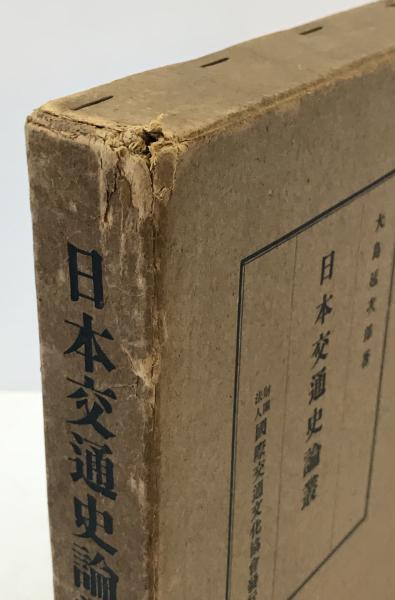 日本交通史論
大島延次郎著
日本交通史論叢
財團法人
國際交通文化協會